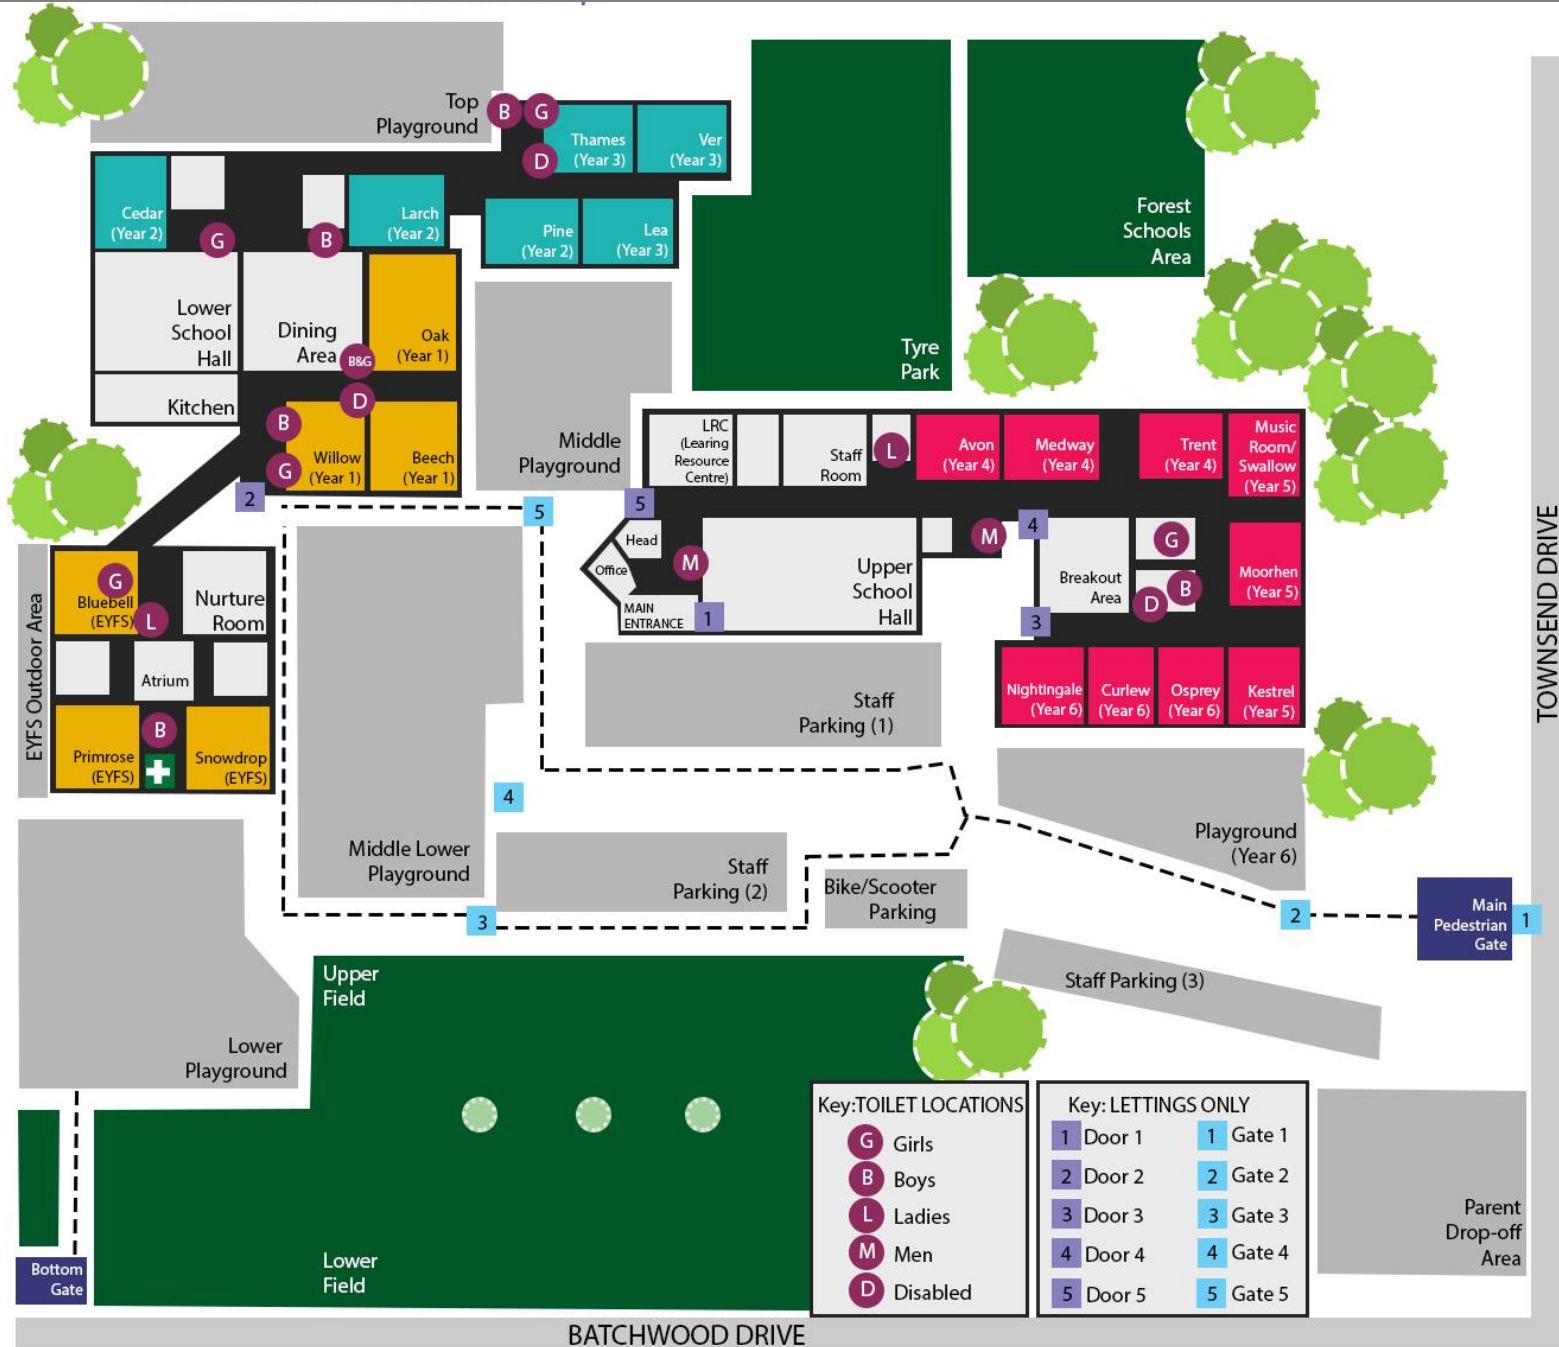 Top
Playground
B
G
D
Thames
(Year 3)
Ver
(Year 3)
Cedar
(Year 2)
G
B
Larch
(Year 2)
Pine
(Year 2)
Lea
(Year 3)
Forest
Schools
Area
Lower
School
Hall
Dining
Area
B&G
Oak
(Year 1)
Tyre
Park
Kitchen
D
B
G
Willow
(Year 1)
Beech
(Year 1)
2
Middle
Playground
5
5
LRC
(Learing
Resource
Centre)
Staff
Room
L
Avon
(Year 4)
Medway
(Year 4)
Trent
(Year 4)
Music
Room/
Swallow
(Year 5)
Head
Office
M
MAIN
ENTRANCE
1
Upper
School
Hall
M
4
Breakout
Area
3
G
B
D
Moorhen
(Year 5)
Nightingale
(Year 6)
Curlew
(Year 6)
Osprey
(Year 6)
Kestrel
(Year 5)
TOWNSEND DRIVE
EYFS Outdoor Area
G
Bluebell
(EYFS)
L
Nurture
Room
Atrium
B
Primrose
(EYFS)
Snowdrop
(EYFS)
Staff
Parking (1)
4
Middle Lower
Playground
Staff
Parking (2)
3
Bike/Scooter
Parking
Playground
(Year 6)
2
Main
Pedestrian
Gate
1
Staff Parking (3)
Lower
Playground
Upper
Field
Lower
Field
Bottom
Gate
Key:TOILET LOCATIONS
G Girls
B Boys
L Ladies
M Men
D Disabled
Key: LETTINGS ONLY
1 Door 1
1 Gate 1
2 Door 2
2 Gate 2
3 Door 3
3 Gate 3
4 Door 4
4 Gate 4
5 Door 5
5 Gate 5
Parent
Drop-off
Area
BATCHWOOD DRIVE